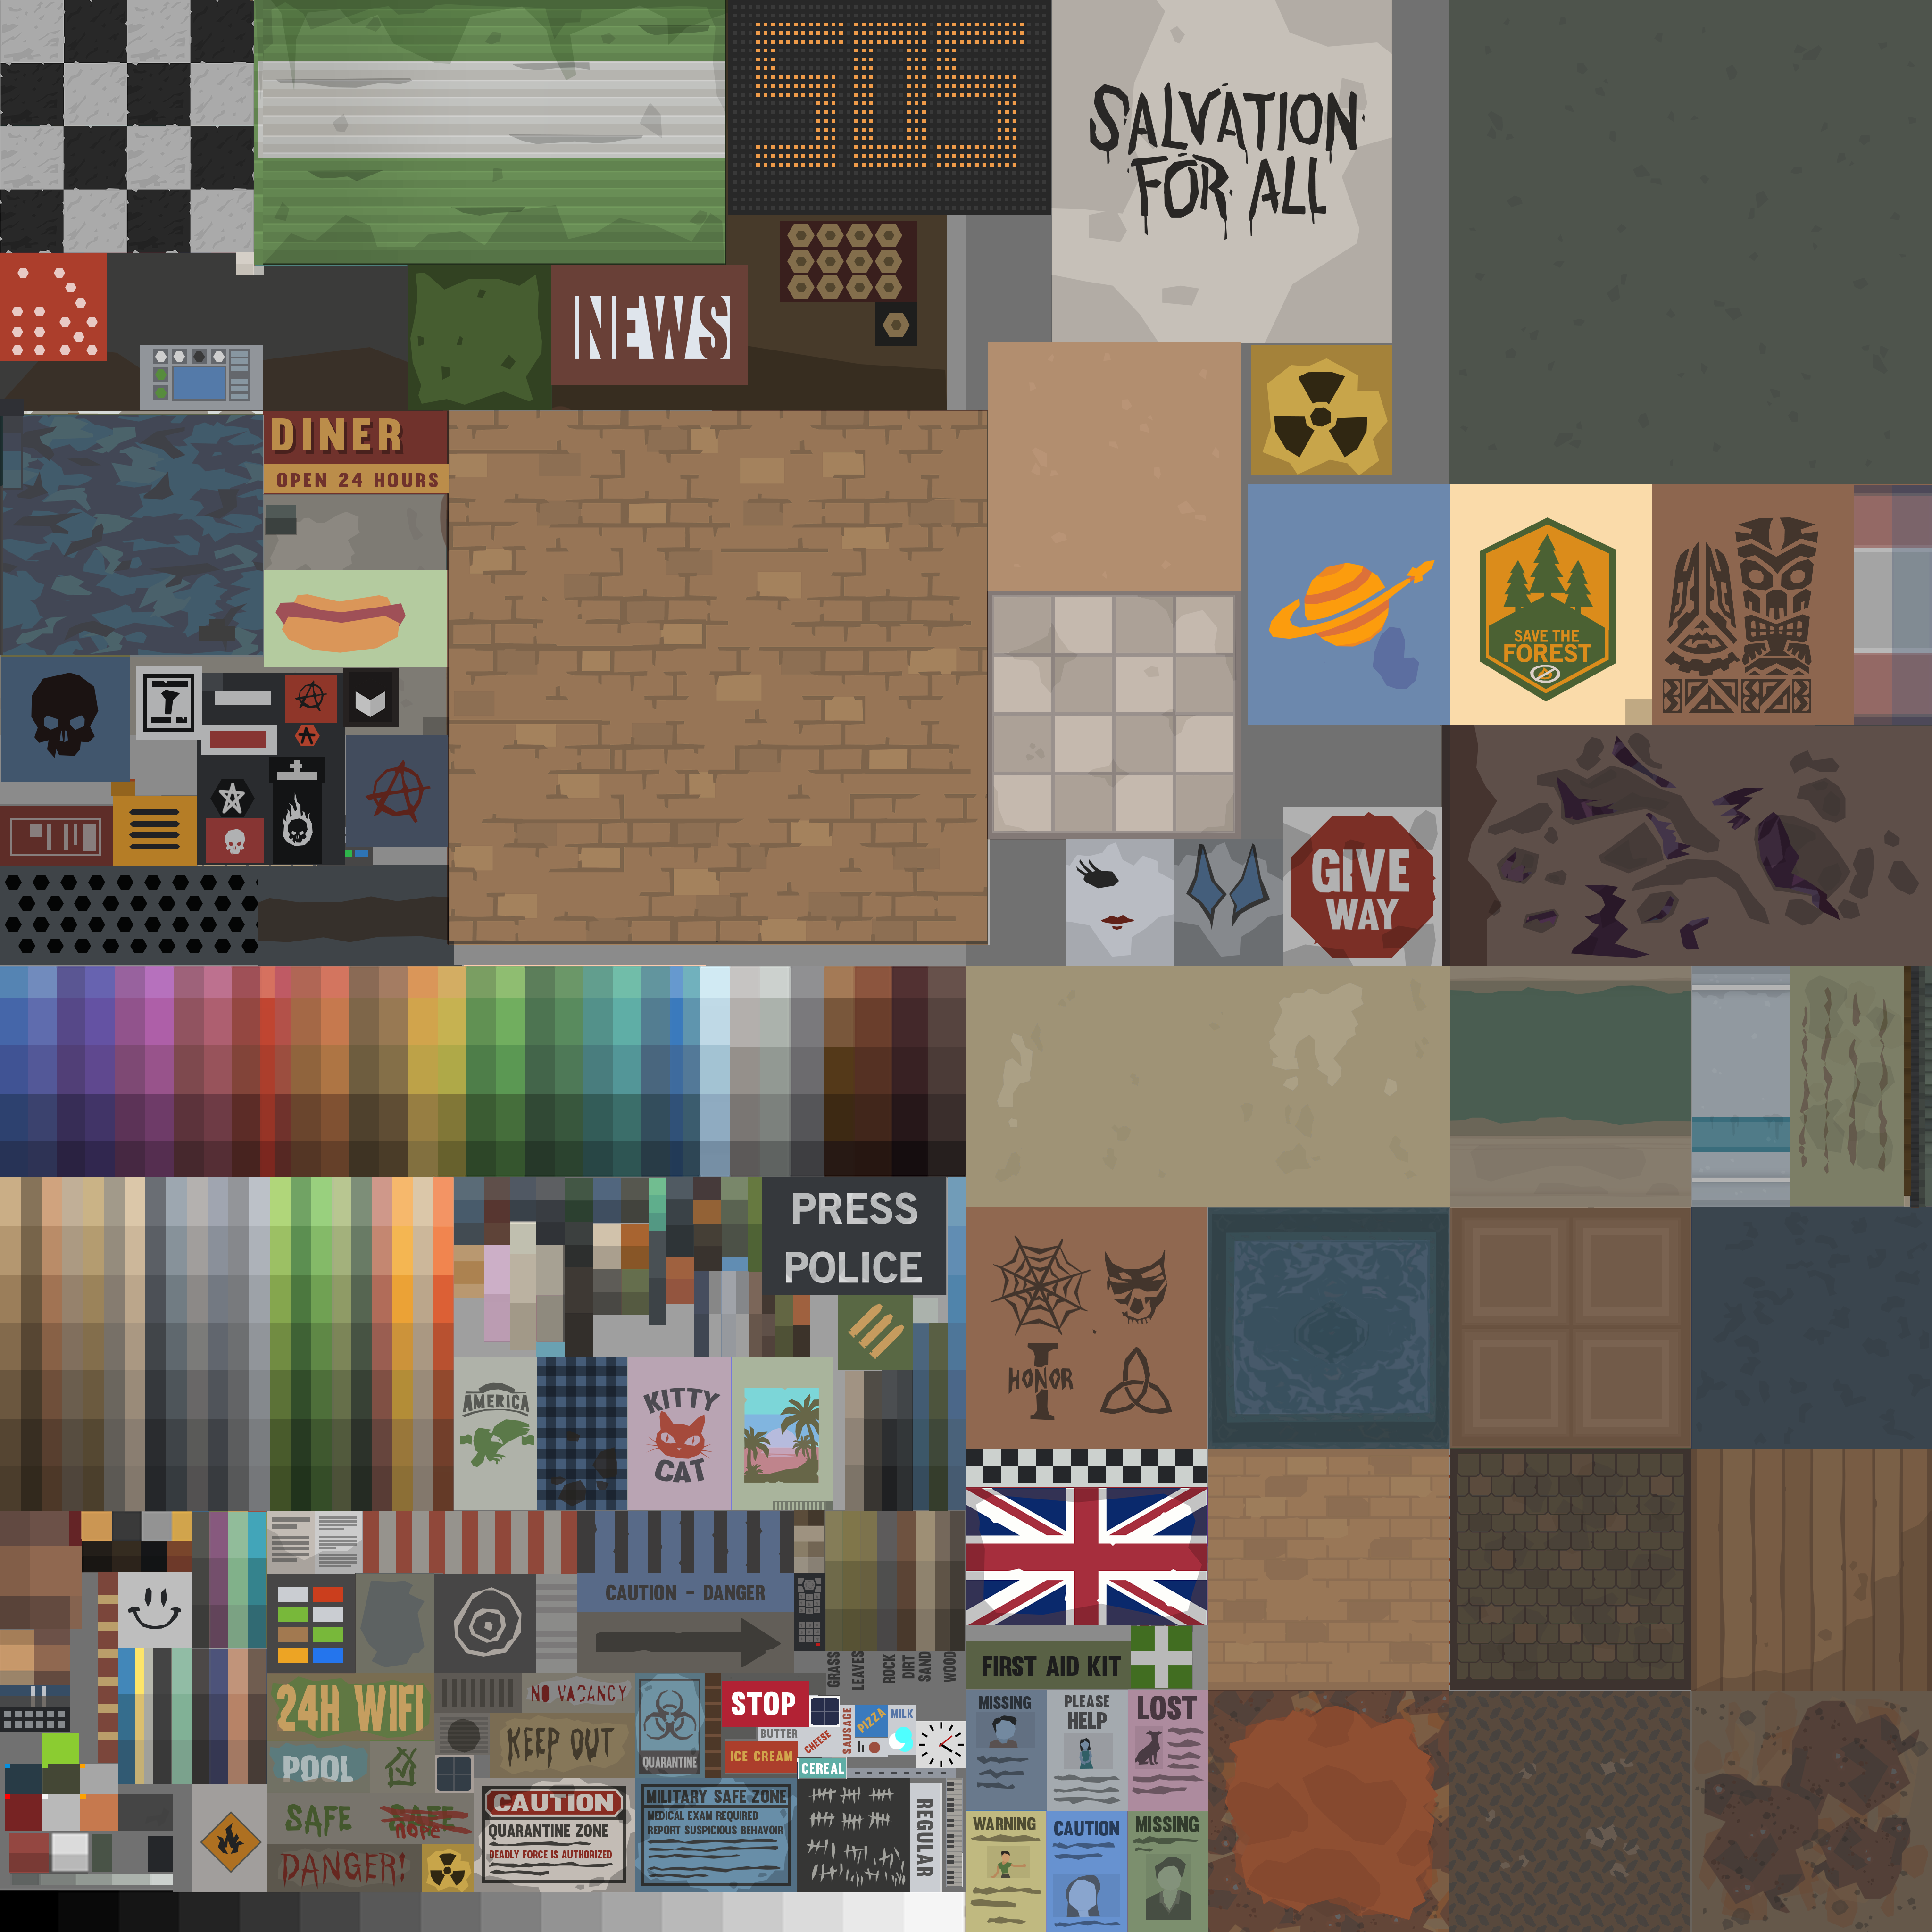 505
SALVATION
FOR ALL
NEWS
DINER
OPEN 24 HOURS
SAVE THE
FOREST
GIVE
WAY
PRESS
POLICE
AMERICA
KITTY
CAT
HONOR
CAUTION - DANGER
GRASS
LEAVES
ROCK
DIRT
SAND
WOOD
FIRST AID KIT
24H WIFI
NO VACANCY
KEEP OUT
QUARANTINE
STOP
BUTTER
ICE CREAM
CHEESE
CEREAL
SAUSAGE
PIZZA
MILK
POOL
SAFE
SAFE
NOPE
DANGER!
CAUTION
QUARANTINE ZONE
DEADLY FORCE IS AUTHORIZED
MILITARY SAFE ZONE
MEDICAL EXAM REQUIRED
REPORT SUSPICIOUS BEHAVOIR
REGULAR
MISSING
PLEASE
HELP
LOST
WARNING
CAUTION
MISSING